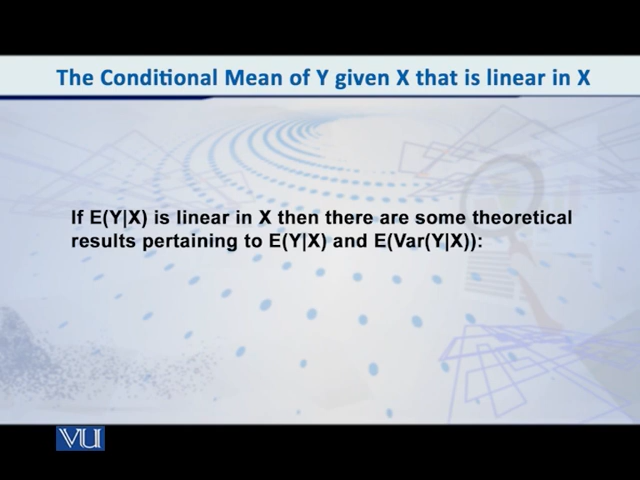 The Conditional Mean of Y given X that is linear in X
If E(Y|X) is linear in X then there are some theoretical
results pertaining to E(Y|X) and E(Var(Y|X)):
VU